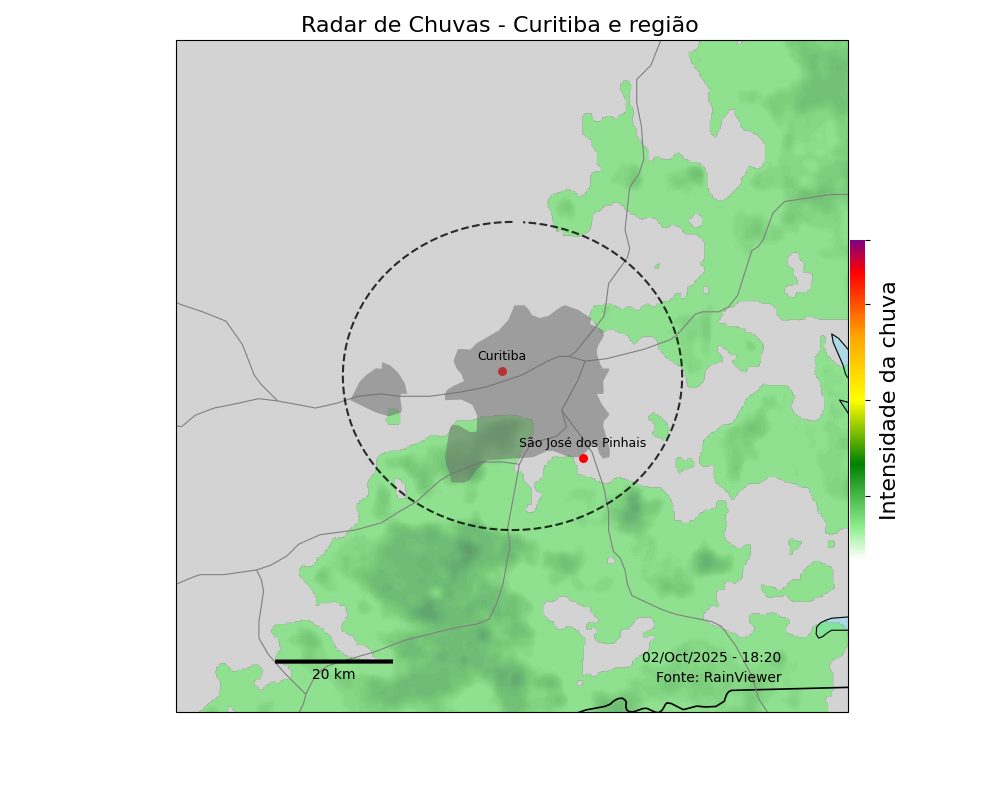 Radar de Chuvas - Curitiba e região
Curitiba
São José dos Pinhais
Intensidade da chuva
02/Oct/2025 - 18:20
Fonte: RainViewer
20 km